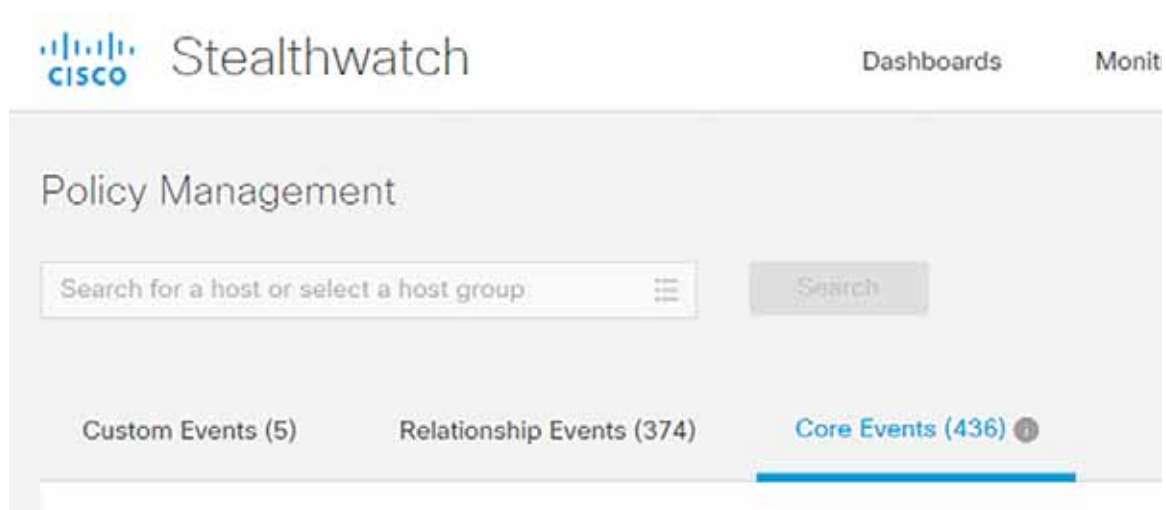 CISCO Stealthwatch Dashboards Monit
Policy Management
Search for a host or select a host group Search
Custom Events (5) Relationship Events (374) Core Events (436)